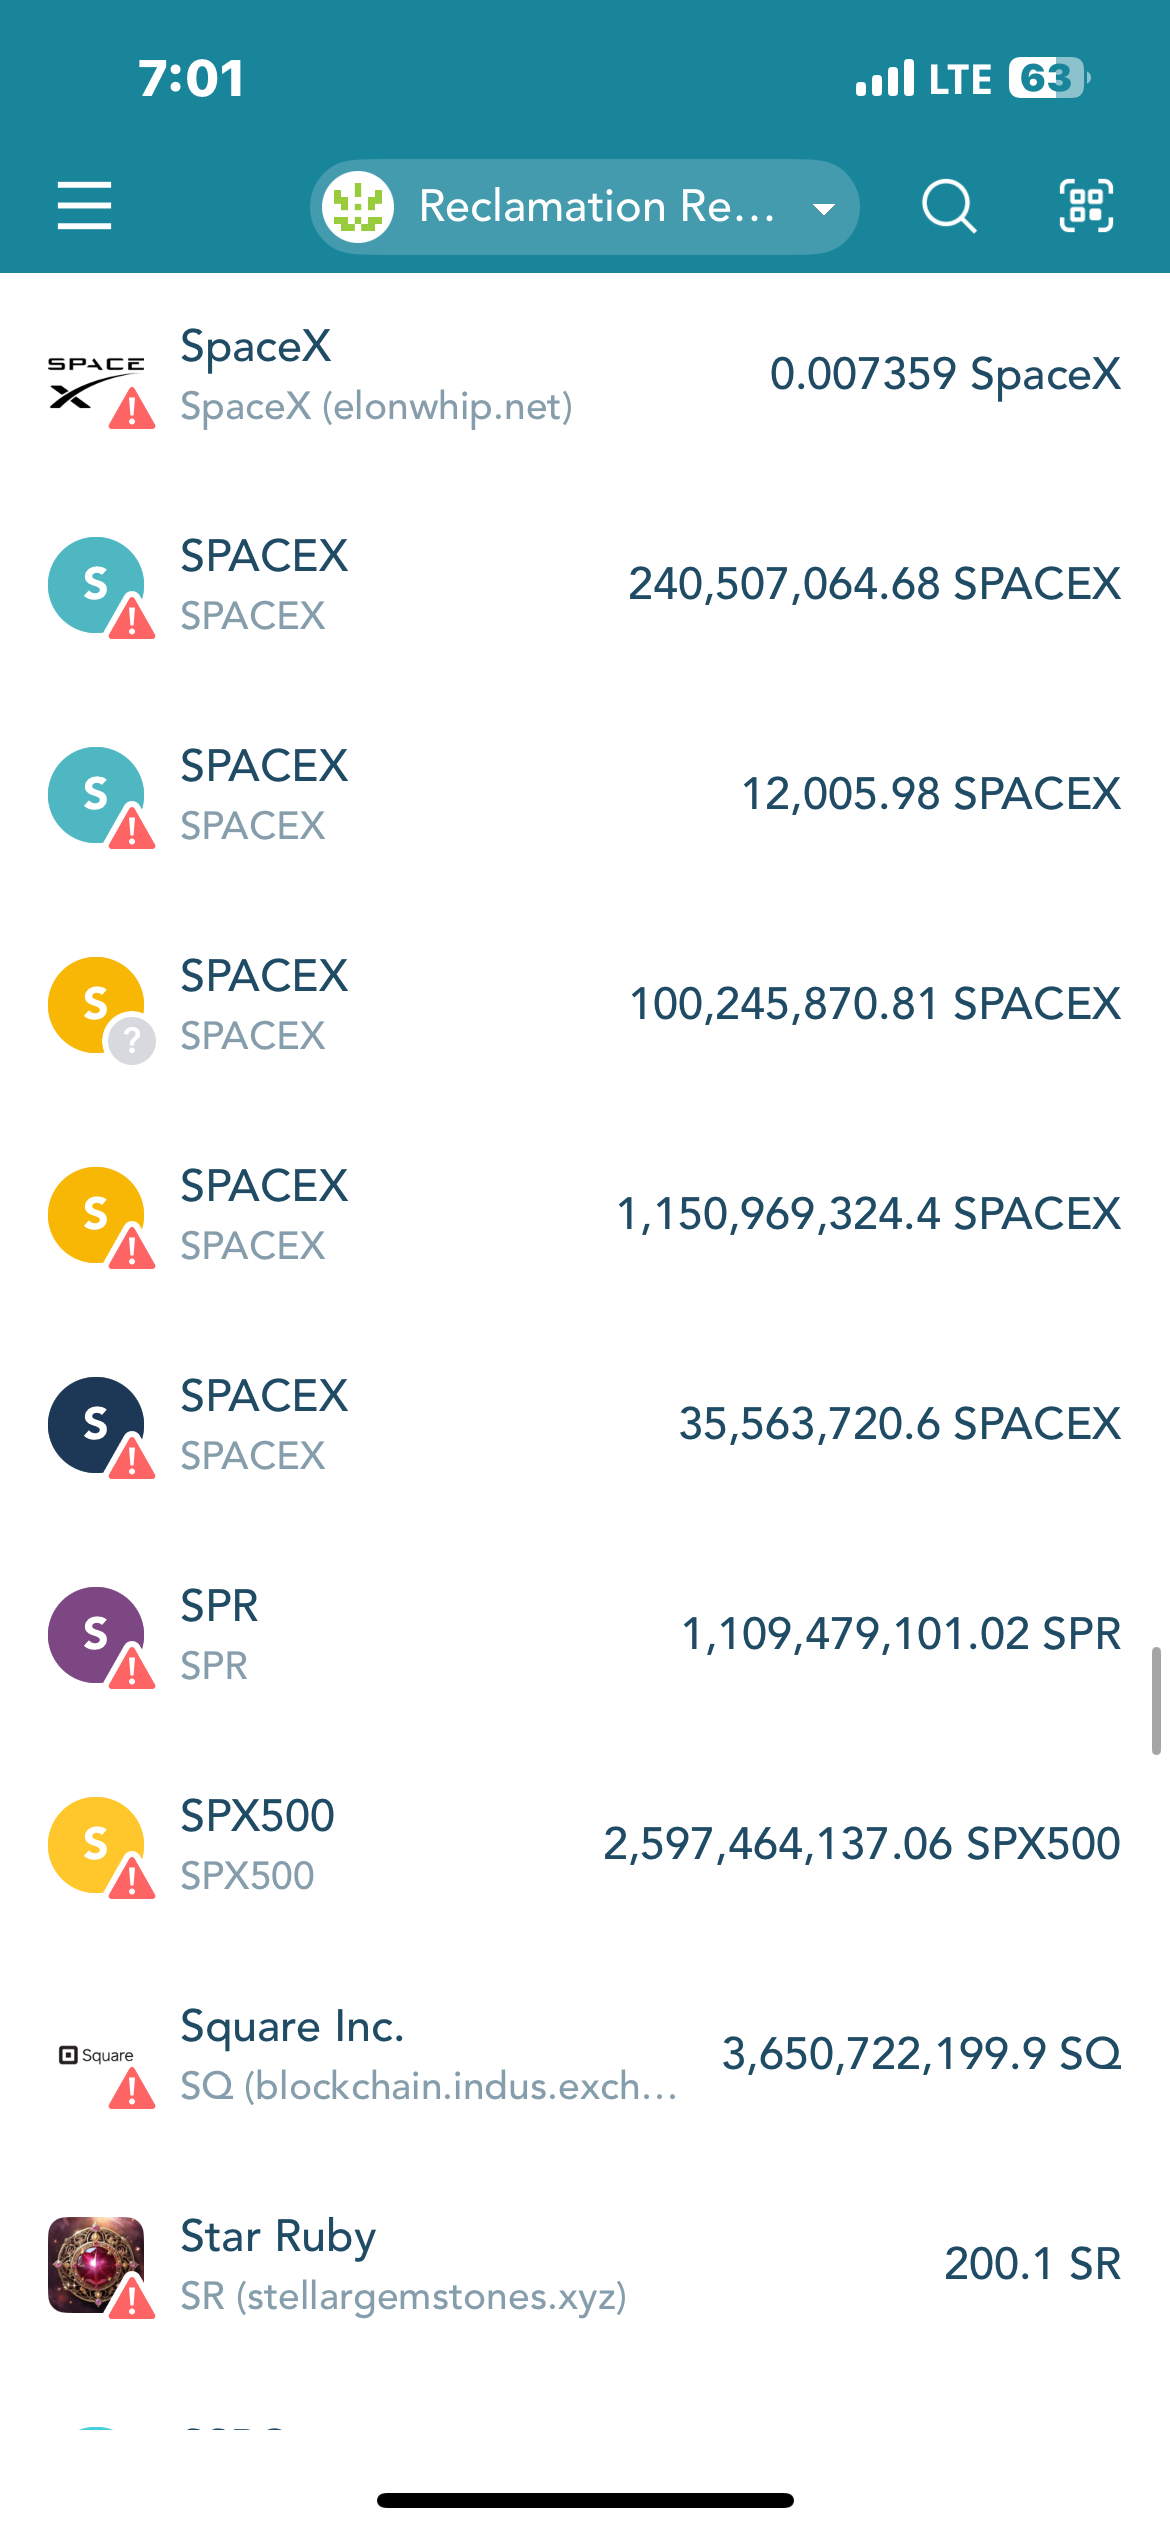 7:01
LTE 63
Reclamation Re...
SPACE X
SpaceX
0.007359 SpaceX
SpaceX (elonwhip.net)
S
SPACEX
240,507,064.68 SPACEX
SPACEX
S
SPACEX
12,005.98 SPACEX
SPACEX
S
?
SPACEX
100,245,870.81 SPACEX
SPACEX
S
SPACEX
1,150,969,324.4 SPACEX
SPACEX
S
SPACEX
35,563,720.6 SPACEX
SPACEX
S
SPR
1,109,479,101.02 SPR
SPR
S
SPX500
2,597,464,137.06 SPX500
SPX500
Square
Square Inc.
3,650,722,199.9 SQ
SQ (blockchain.indus.exch...
Star Ruby
200.1 SR
SR (stellargemstones.xyz)